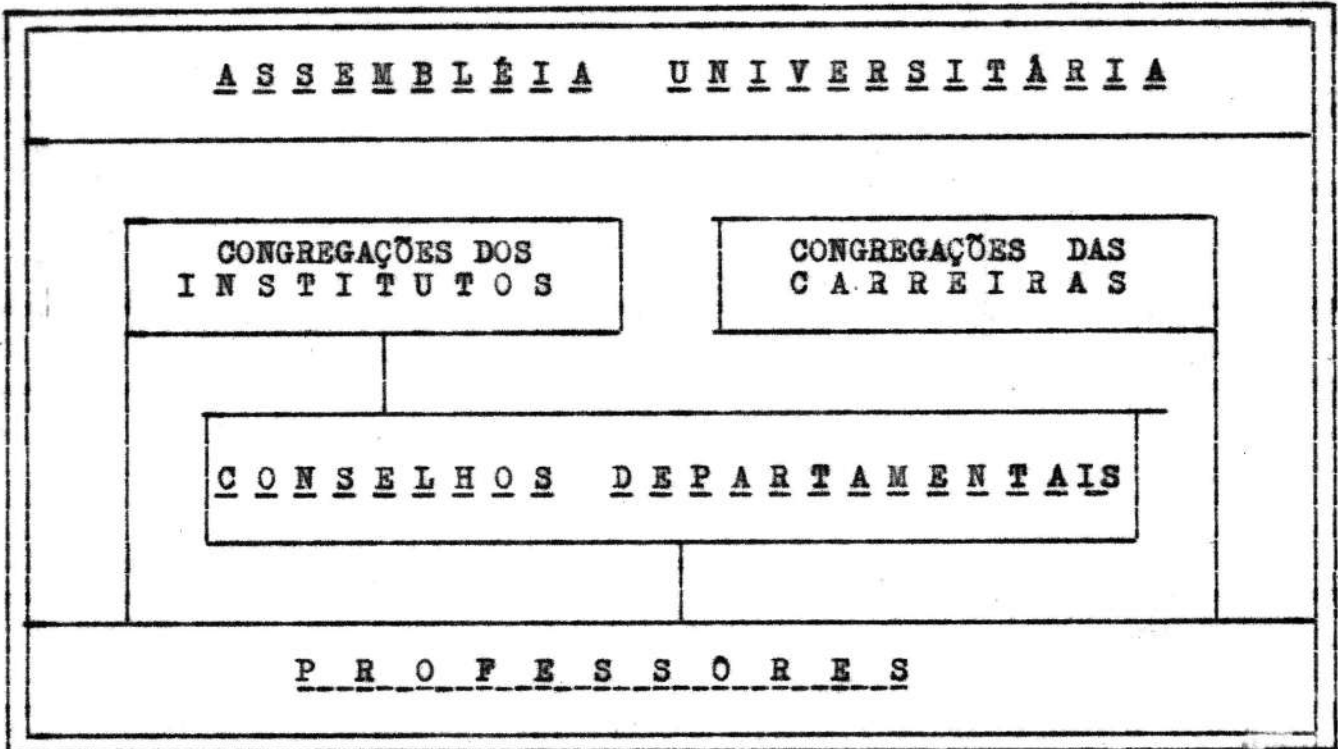 ASSEMBLÉIA UNIVERSITÁRIA
CONGREGAÇÕES DOS
INSTITUTOS
CONGREGAÇÕES DAS
CARREIRAS
CONSELHOS DEPARTAMENTAIS
PROFESSÔRES